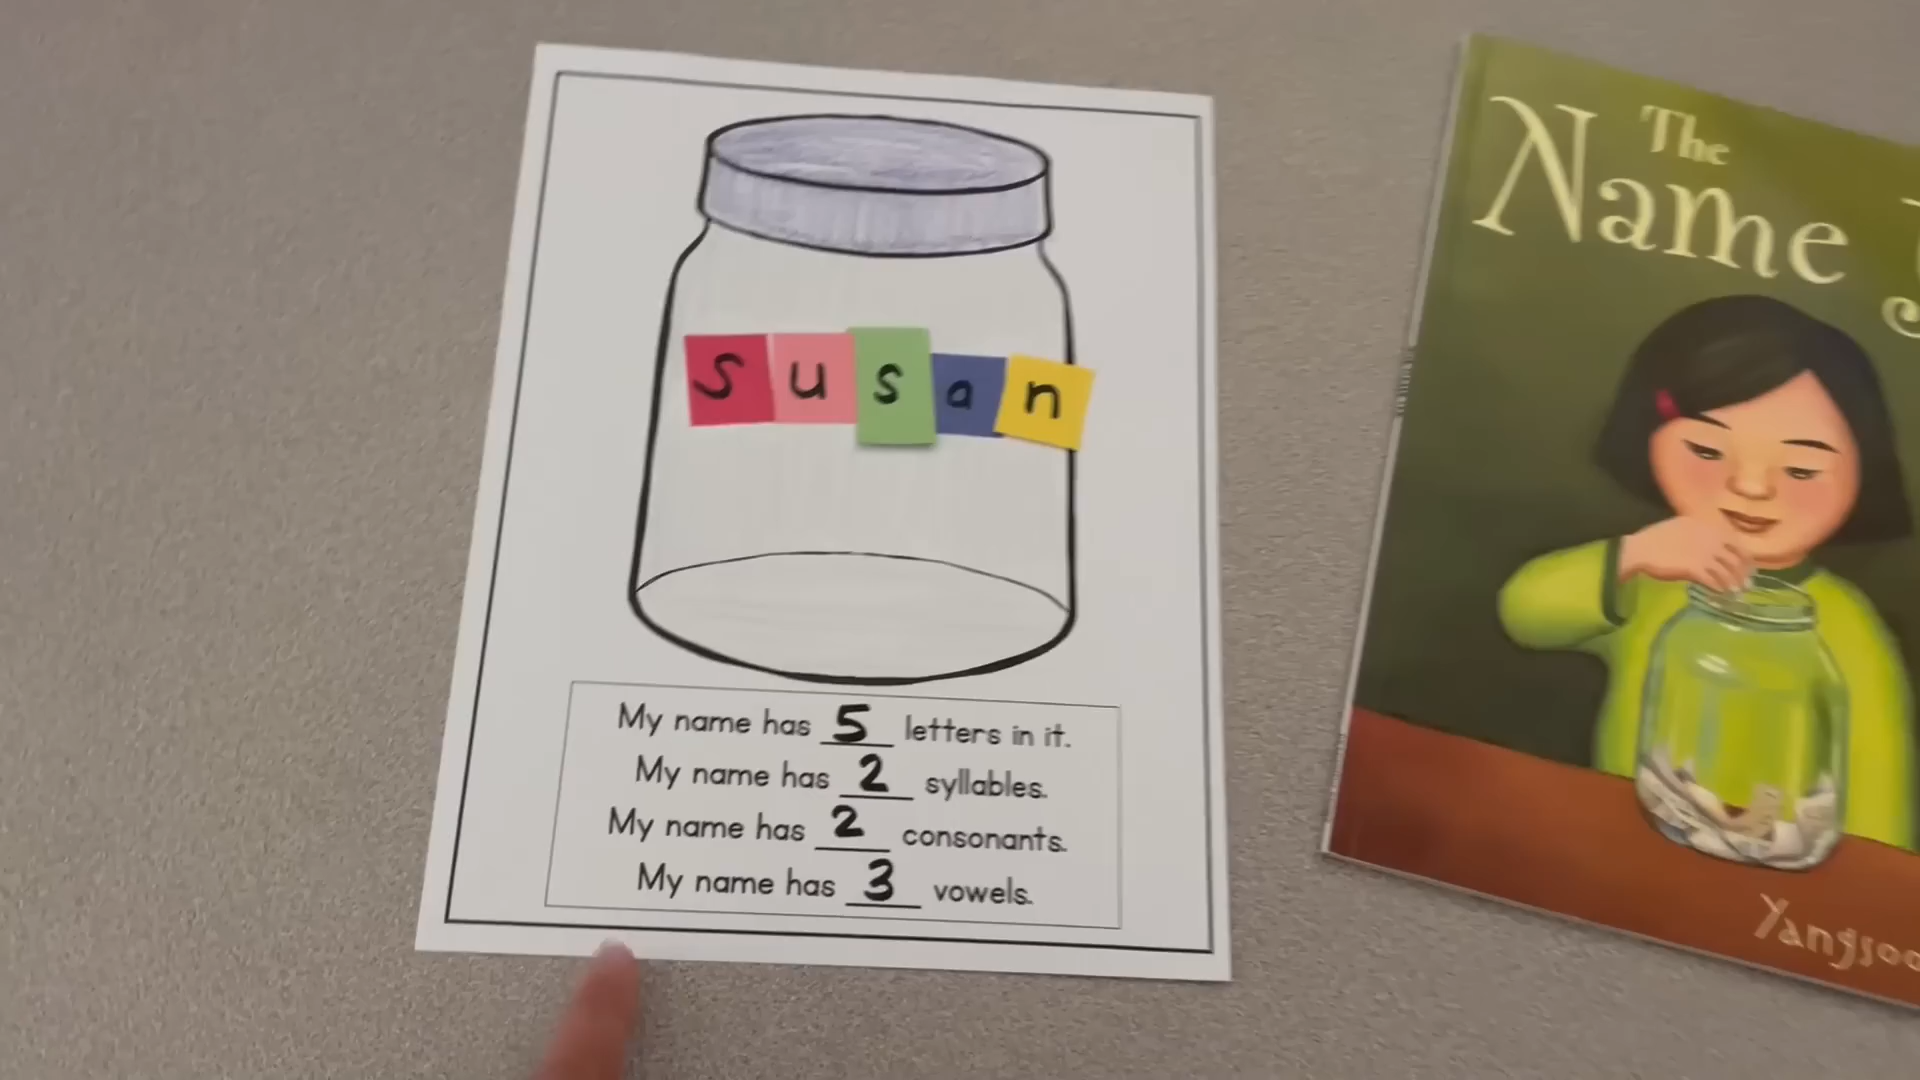 Susan
My name has 5 letters in it.
My name has 2 syllables.
My name has 2 consonants.
My name has 3 vowels.
The
Name